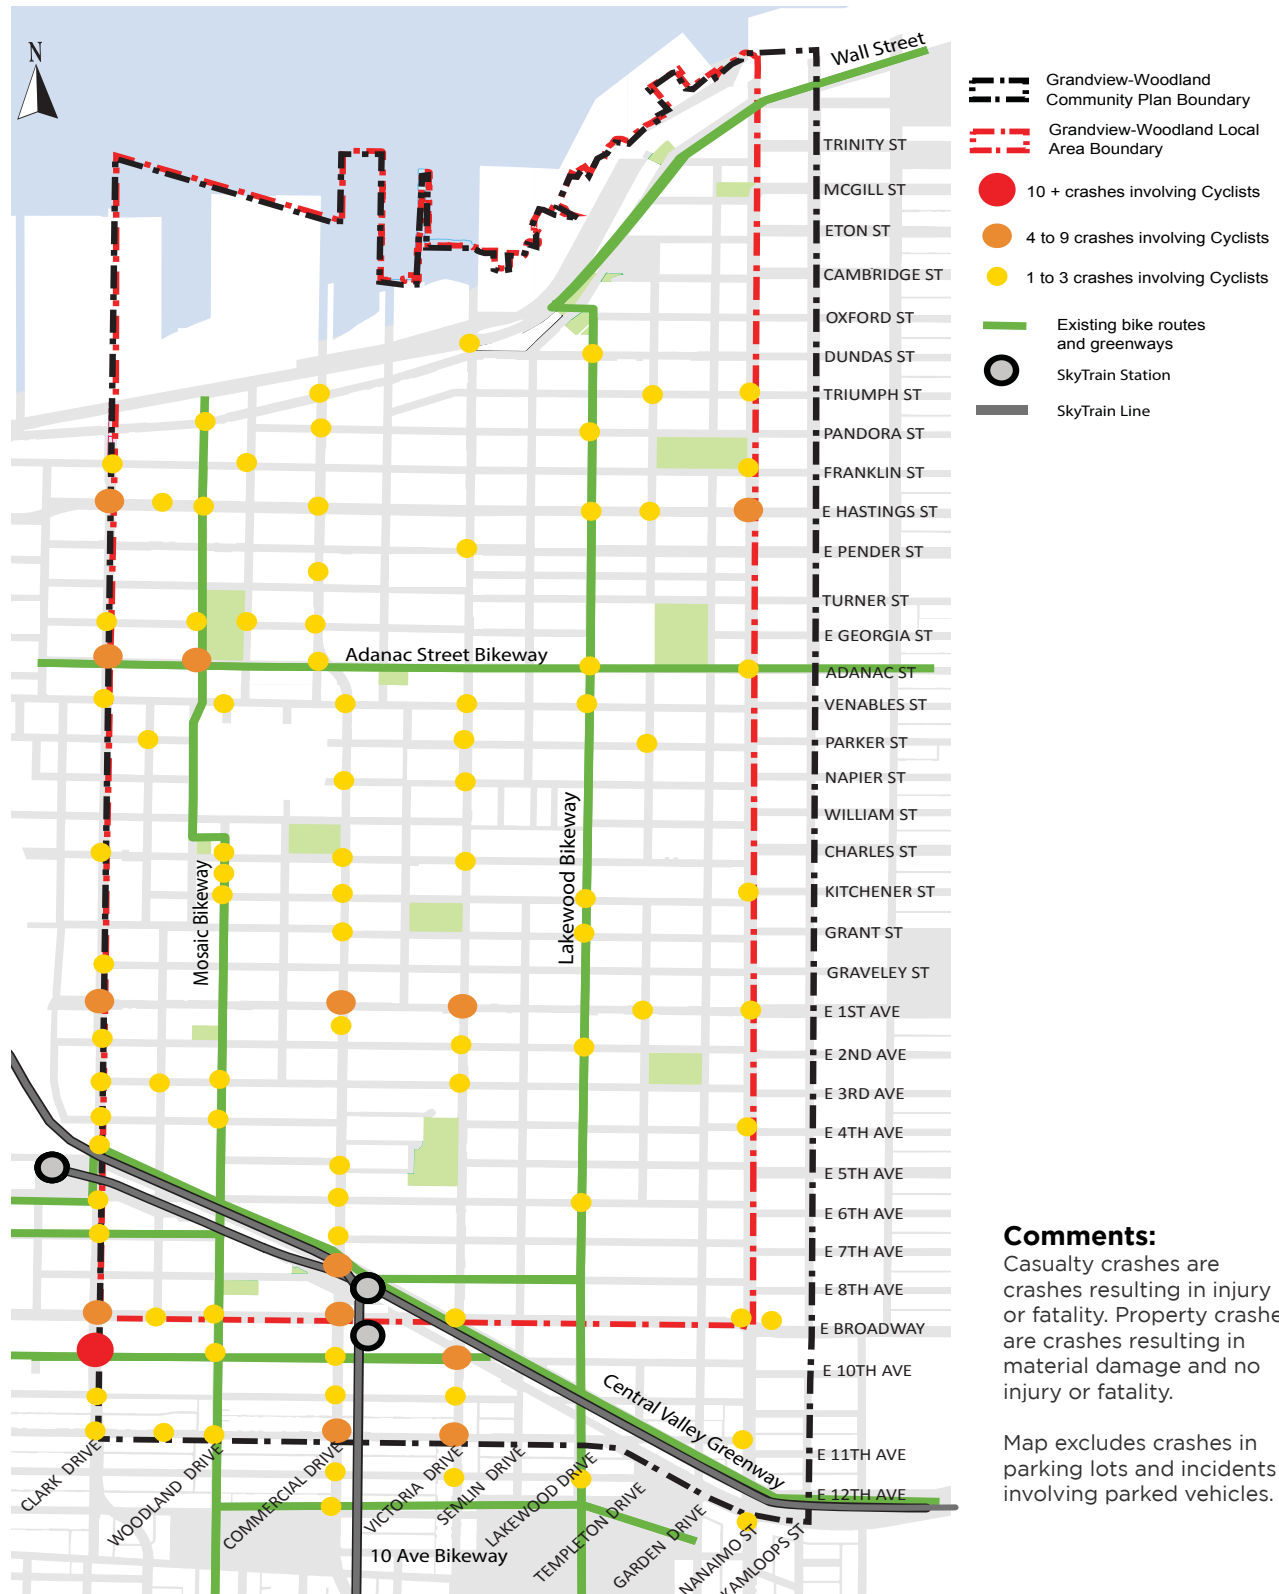 N
Wall Street
Grandview-Woodland
Community Plan Boundary
Grandview-Woodland Local
Area Boundary
10 + crashes involving Cyclists
4 to 9 crashes involving Cyclists
1 to 3 crashes involving Cyclists
Existing bike routes
and greenways
SkyTrain Station
SkyTrain Line
TRINITY ST
MCGILL ST
ETON ST
CAMBRIDGE ST
OXFORD ST
DUNDAS ST
TRIUMPH ST
PANDORA ST
FRANKLIN ST
E HASTINGS ST
E PENDER ST
TURNER ST
E GEORGIA ST
Adanac Street Bikeway
ADANAC ST
VENABLES ST
PARKER ST
NAPIER ST
WILLIAM ST
CHARLES ST
KITCHENER ST
GRANT ST
GRAVELEY ST
E 1ST AVE
E 2ND AVE
E 3RD AVE
E 4TH AVE
E 5TH AVE
E 6TH AVE
E 7TH AVE
E 8TH AVE
E BROADWAY
E 10TH AVE
E 11TH AVE
E 12TH AVE
Mosaic Bikeway
Lakewood Bikeway
Central Valley Greenway
CLARK DRIVE
WOODLAND DRIVE
COMMERCIAL DRIVE
VICTORIA DRIVE
SEMLIN DRIVE
LAKEWOOD DRIVE
TEMPLETON DRIVE
GARDEN DRIVE
NANAIMO ST
KAMLOOPS ST
10 Ave Bikeway
Comments:
Casualty crashes are
crashes resulting in injury
or fatality. Property crashe
are crashes resulting in
material damage and no
injury or fatality.
Map excludes crashes in
parking lots and incidents
involving parked vehicles.